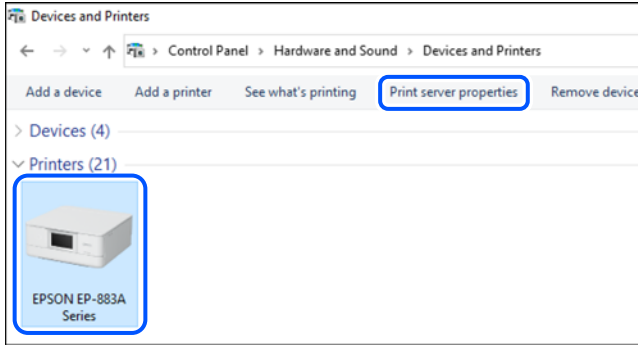 Devices and Printers
Control Panel > Hardware and Sound > Devices and Printers
Add a device Add a printer See what's printing Print server properties Remove device
Devices (4)
Printers (21)
EPSON EP-883A
Series